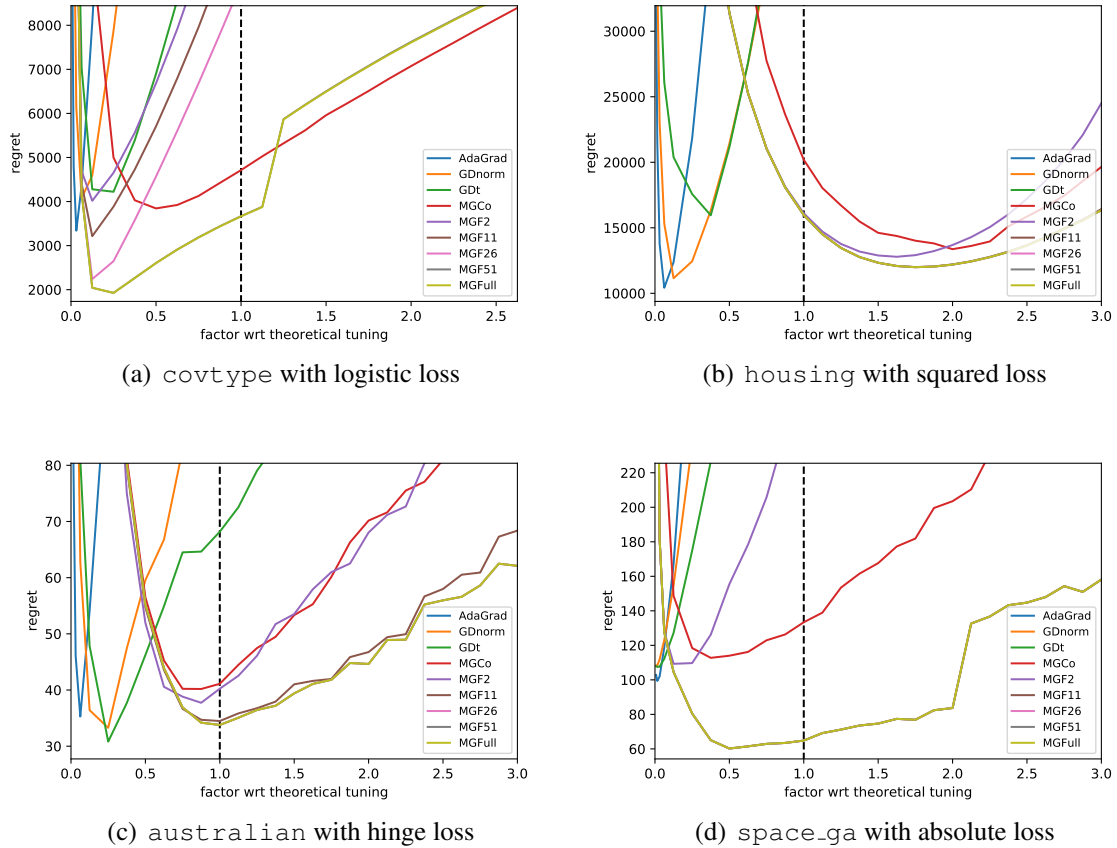 8000
7000
6000
5000
4000
3000
2000
regret
0.0 0.5 1.0 1.5 2.0 2.5
factor wrt theoretical tuning
AdaGrad
GDnorm
GDt
MGCo
MGF2
MGF11
MGF26
MGF51
MGFull
(a) covtype with logistic loss
30000
25000
20000
15000
10000
regret
0.0 0.5 1.0 1.5 2.0 2.5 3.0
factor wrt theoretical tuning
AdaGrad
GDnorm
GDt
MGCo
MGF2
MGF11
MGF26
MGF51
MGFull
(b) housing with squared loss
80
70
60
50
40
30
regret
0.0 0.5 1.0 1.5 2.0 2.5 3.0
factor wrt theoretical tuning
AdaGrad
GDnorm
GDt
MGCo
MGF2
MGF11
MGF26
MGF51
MGFull
(c) australian with hinge loss
220
200
180
160
140
120
100
80
60
regret
0.0 0.5 1.0 1.5 2.0 2.5 3.0
factor wrt theoretical tuning
AdaGrad
GDnorm
GDt
MGCo
MGF2
MGF11
MGF26
MGF51
MGFull
(d) space_ga with absolute loss